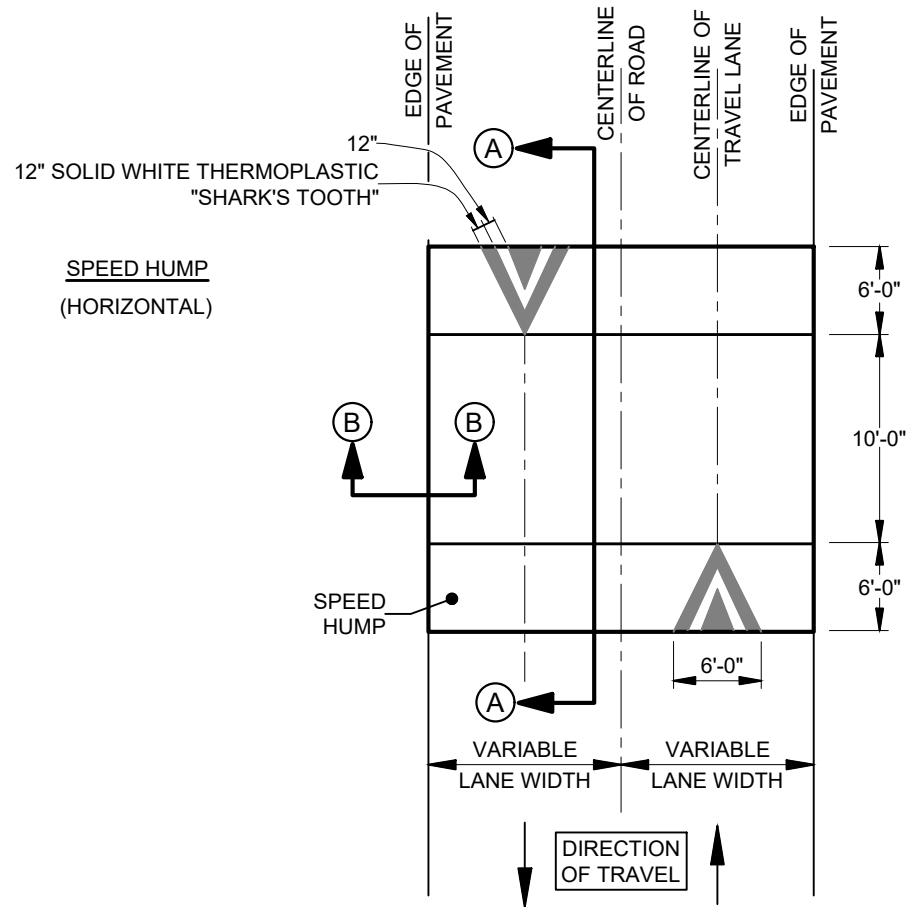 EDGE OF
PAVEMENT
CENTERLINE
OF ROAD
CENTERLINE OF
TRAVEL LANE
EDGE OF
PAVEMENT
12"
12" SOLID WHITE THERMOPLASTIC
"SHARK'S TOOTH"
A
SPEED HUMP
(HORIZONTAL)
6'-0"
B
B
10'-0"
SPEED
HUMP
6'-0"
6'-0"
A
VARIABLE
LANE WIDTH
VARIABLE
LANE WIDTH
DIRECTION
OF TRAVEL